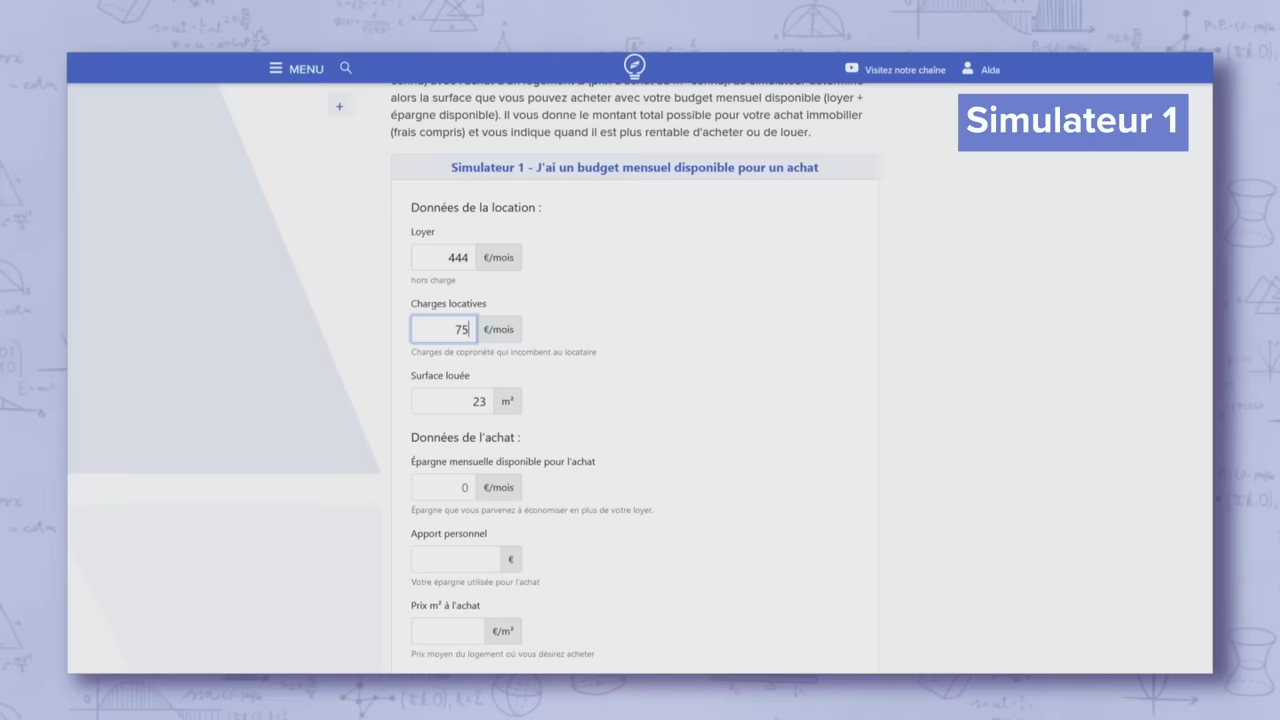 MENU
Visitez notre chaîne
Alda
Simulateur 1
alors la surface que vous pouvez acheter avec votre budget mensuel disponible (loyer +
épargne disponible). Il vous donne le montant total possible pour votre achat immobilier
(frais compris) et vous indique quand il est plus rentable d'acheter ou de louer.
+
Simulateur 1 - J'ai un budget mensuel disponible pour un achat
Données de la location :
Loyer
444 €/mois
hors charge
Charges locatives
75 €/mois
Charges de coproriété qui incombent au locataire
Surface louée
23 m²
Données de l'achat :
Épargne mensuelle disponible pour l'achat
0 €/mois
Épargne que vous parvenez à économiser en plus de votre loyer.
Apport personnel
€
Votre épargne utilisée pour l'achat
Prix m² à l'achat
€/m²
Prix moyen du logement où vous désirez acheter